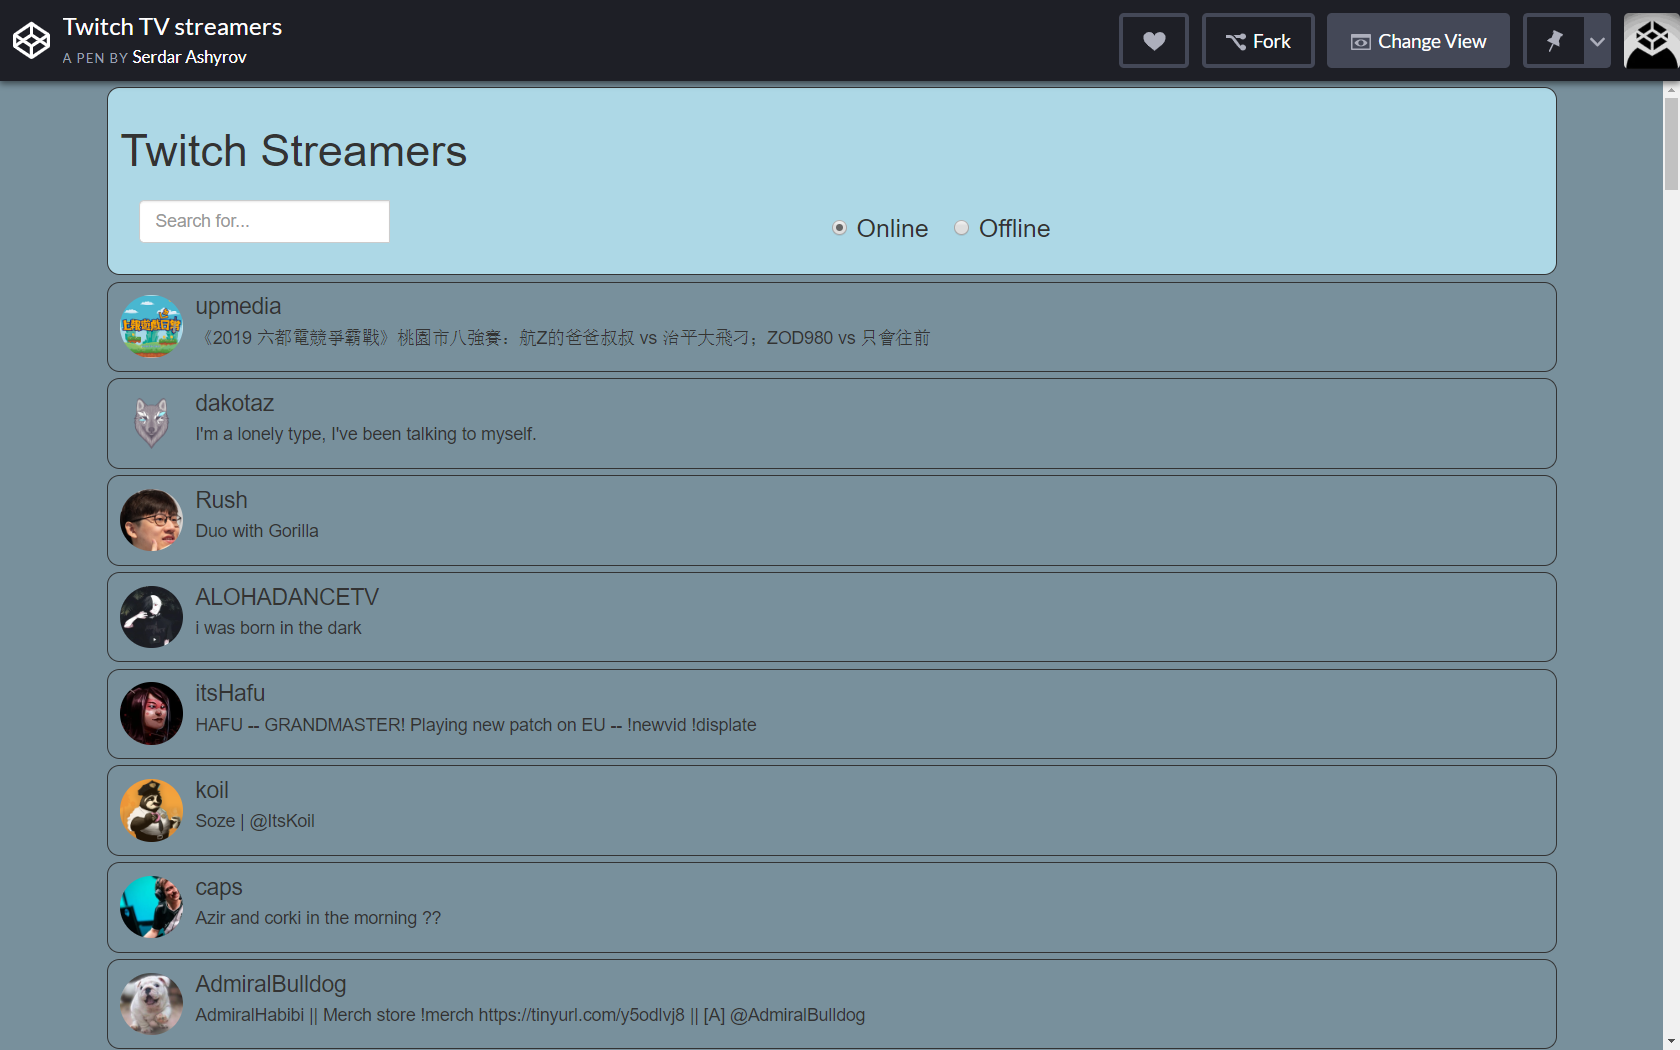 Twitch TV streamers
A PEN BY Serdar Ashyrov
Fork
Change View
Twitch Streamers
Search for...
Online
Offline
upmedia
《2019 六都電競爭霸戰》桃園市八強賽：航Z的爸爸叔叔 vs 治平大飛刁；ZOD980 vs 只會往前
dakotaz
I'm a lonely type, I've been talking to myself.
Rush
Duo with Gorilla
ALOHADANCETV
i was born in the dark
itsHafu
HAFU -- GRANDMASTER! Playing new patch on EU -- !newvid !displate
koil
Soze | @ItsKoil
caps
Azir and corki in the morning ??
AdmiralBulldog
AdmiralHabibi || Merch store !merch https://tinyurl.com/y5odlvj8 || [A] @AdmiralBulldog